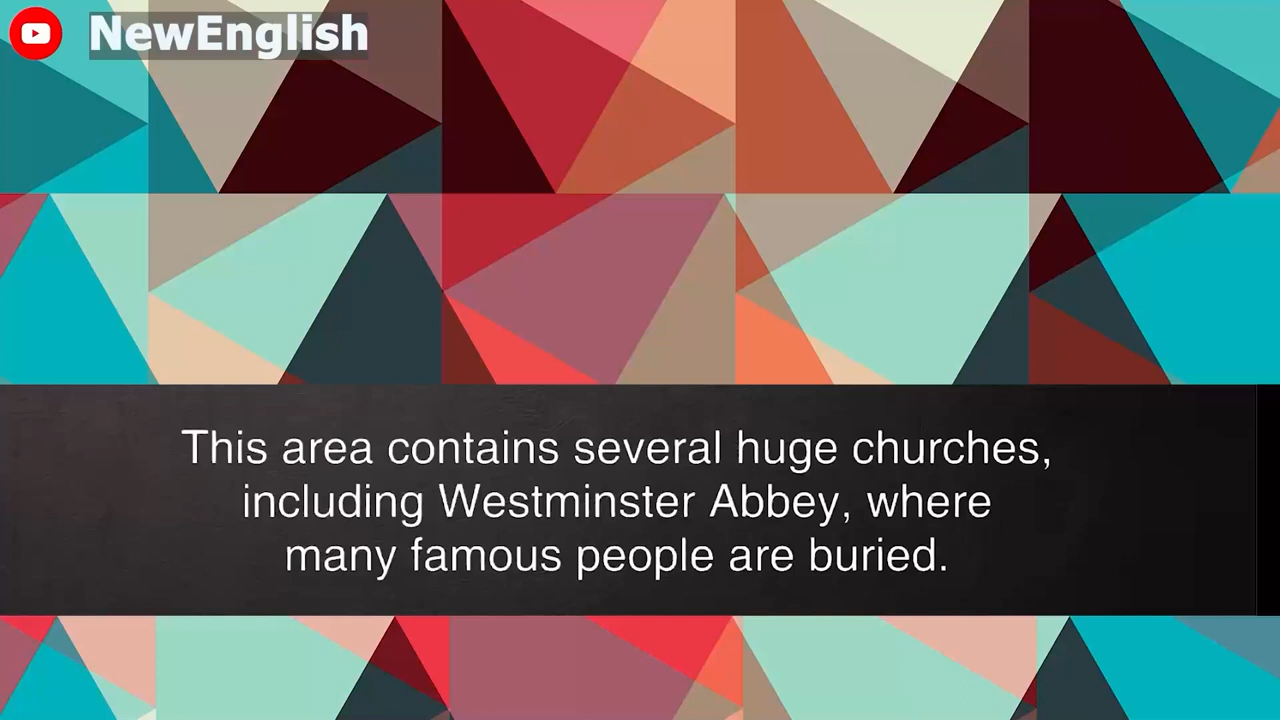 NewEnglish
This area contains several huge churches,
including Westminster Abbey, where
many famous people are buried.